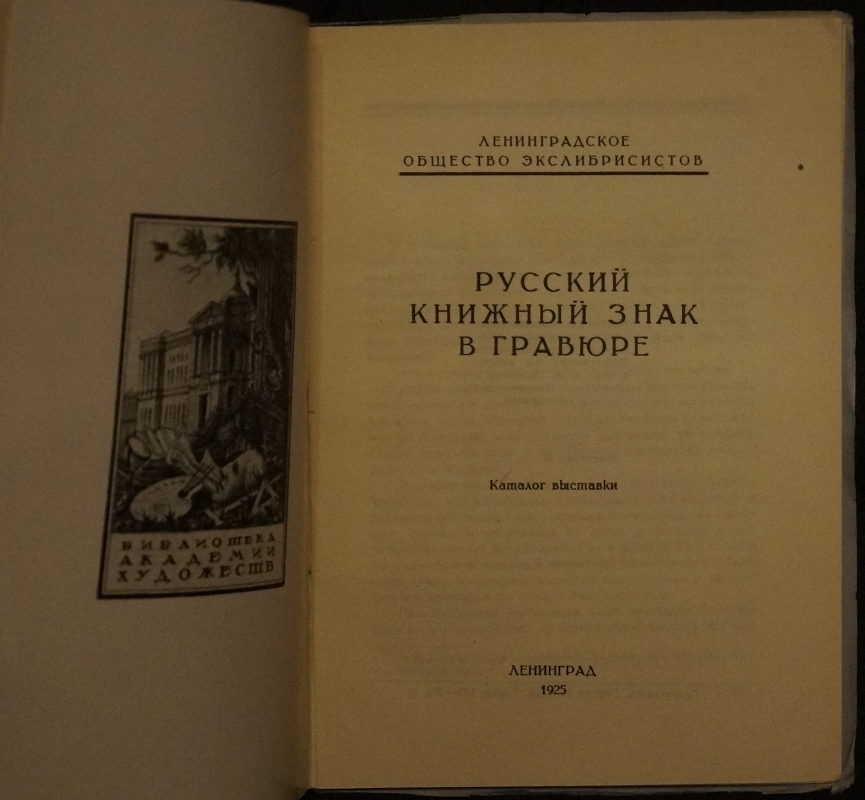 БИБЛИОТЕКА
АКАДЕМИИ
ХУДОЖЕСТВ
ЛЕНИНГРАДСКОЕ
ОБЩЕСТВО ЭКСЛИБРИСИСТОВ
РУССКИЙ
КНИЖНЫЙ ЗНАК
В ГРАВЮРЕ
Каталог выставки
ЛЕНИНГРАД
1925